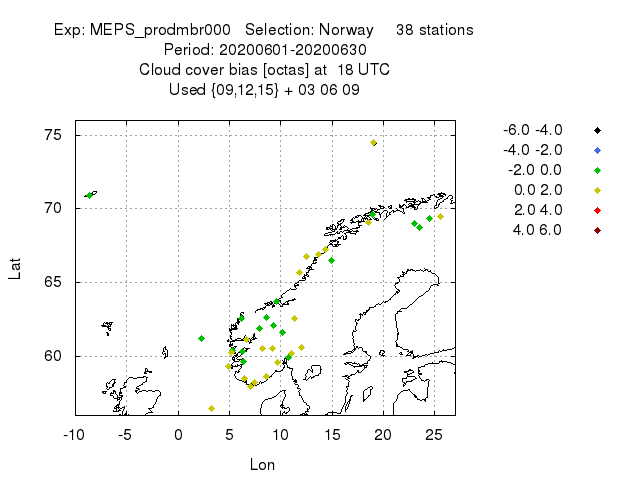 Exp: MEPS_prodmbr000   Selection: Norway     38 stations
Period: 20200601-20200630
Cloud cover bias [octas] at  18 UTC
Used {09,12,15} + 03 06 09
-6.0 -4.0
-4.0 -2.0
-2.0 0.0
0.0 2.0
2.0 4.0
4.0 6.0
Lat
75
70
65
60
-10 -5 0 5 10 15 20 25
Lon